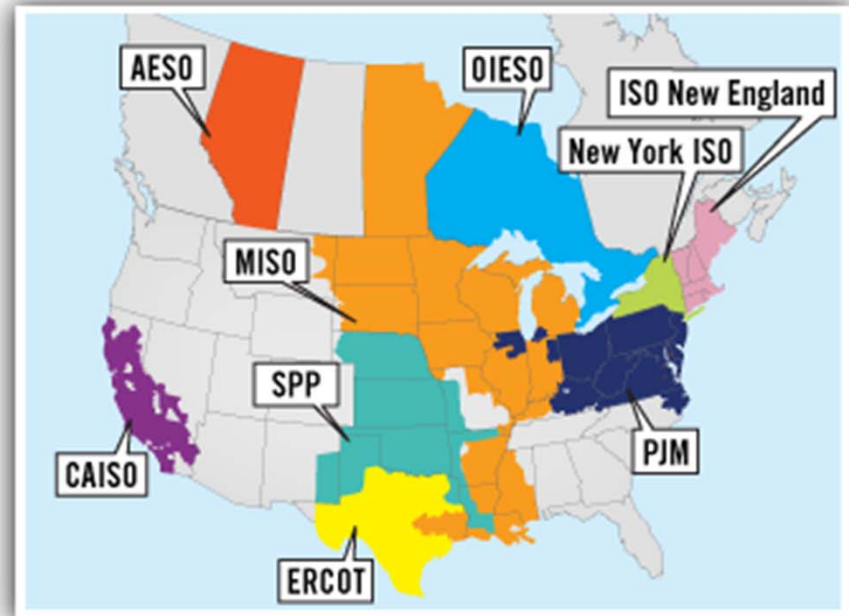 AESO
OIESO
ISO New England
New York ISO
MISO
SPP
CAISO
PJM
ERCOT